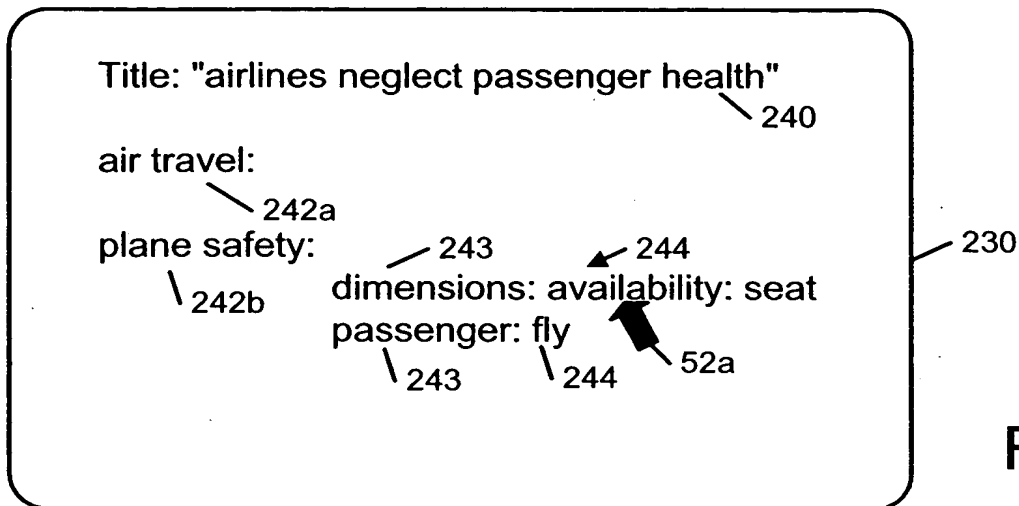 Title: "airlines neglect passenger health"
240
air travel:
242a
plane safety:
243
244
230
242b
dimensions: availability: seat
passenger: fly
52a
243
244